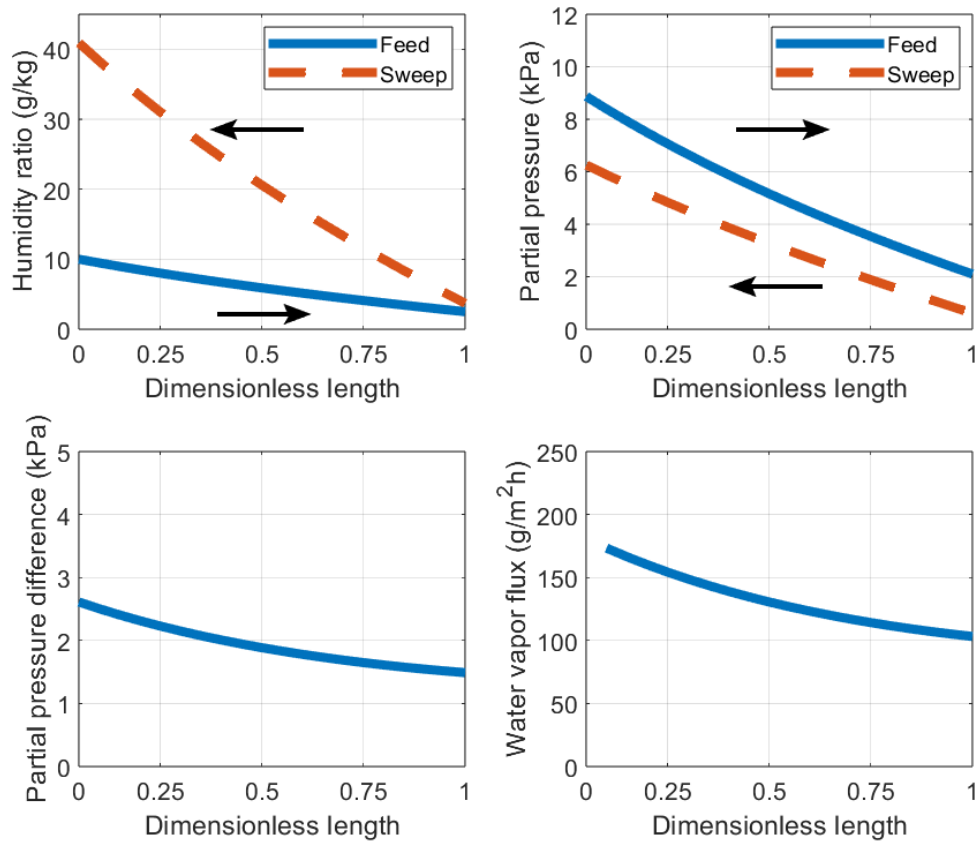 Humidity ratio (g/kg)
40
30
20
10
0
Feed
Sweep
0 0.25 0.5 0.75 1
Dimensionless length
Partial pressure (kPa)
12
10
8
6
4
2
0
Feed
Sweep
0 0.25 0.5 0.75 1
Dimensionless length
Partial pressure difference (kPa)
5
4
3
2
1
0
0 0.25 0.5 0.75 1
Dimensionless length
Water vapor flux (g/m²h)
250
200
150
100
50
0
0 0.25 0.5 0.75 1
Dimensionless length